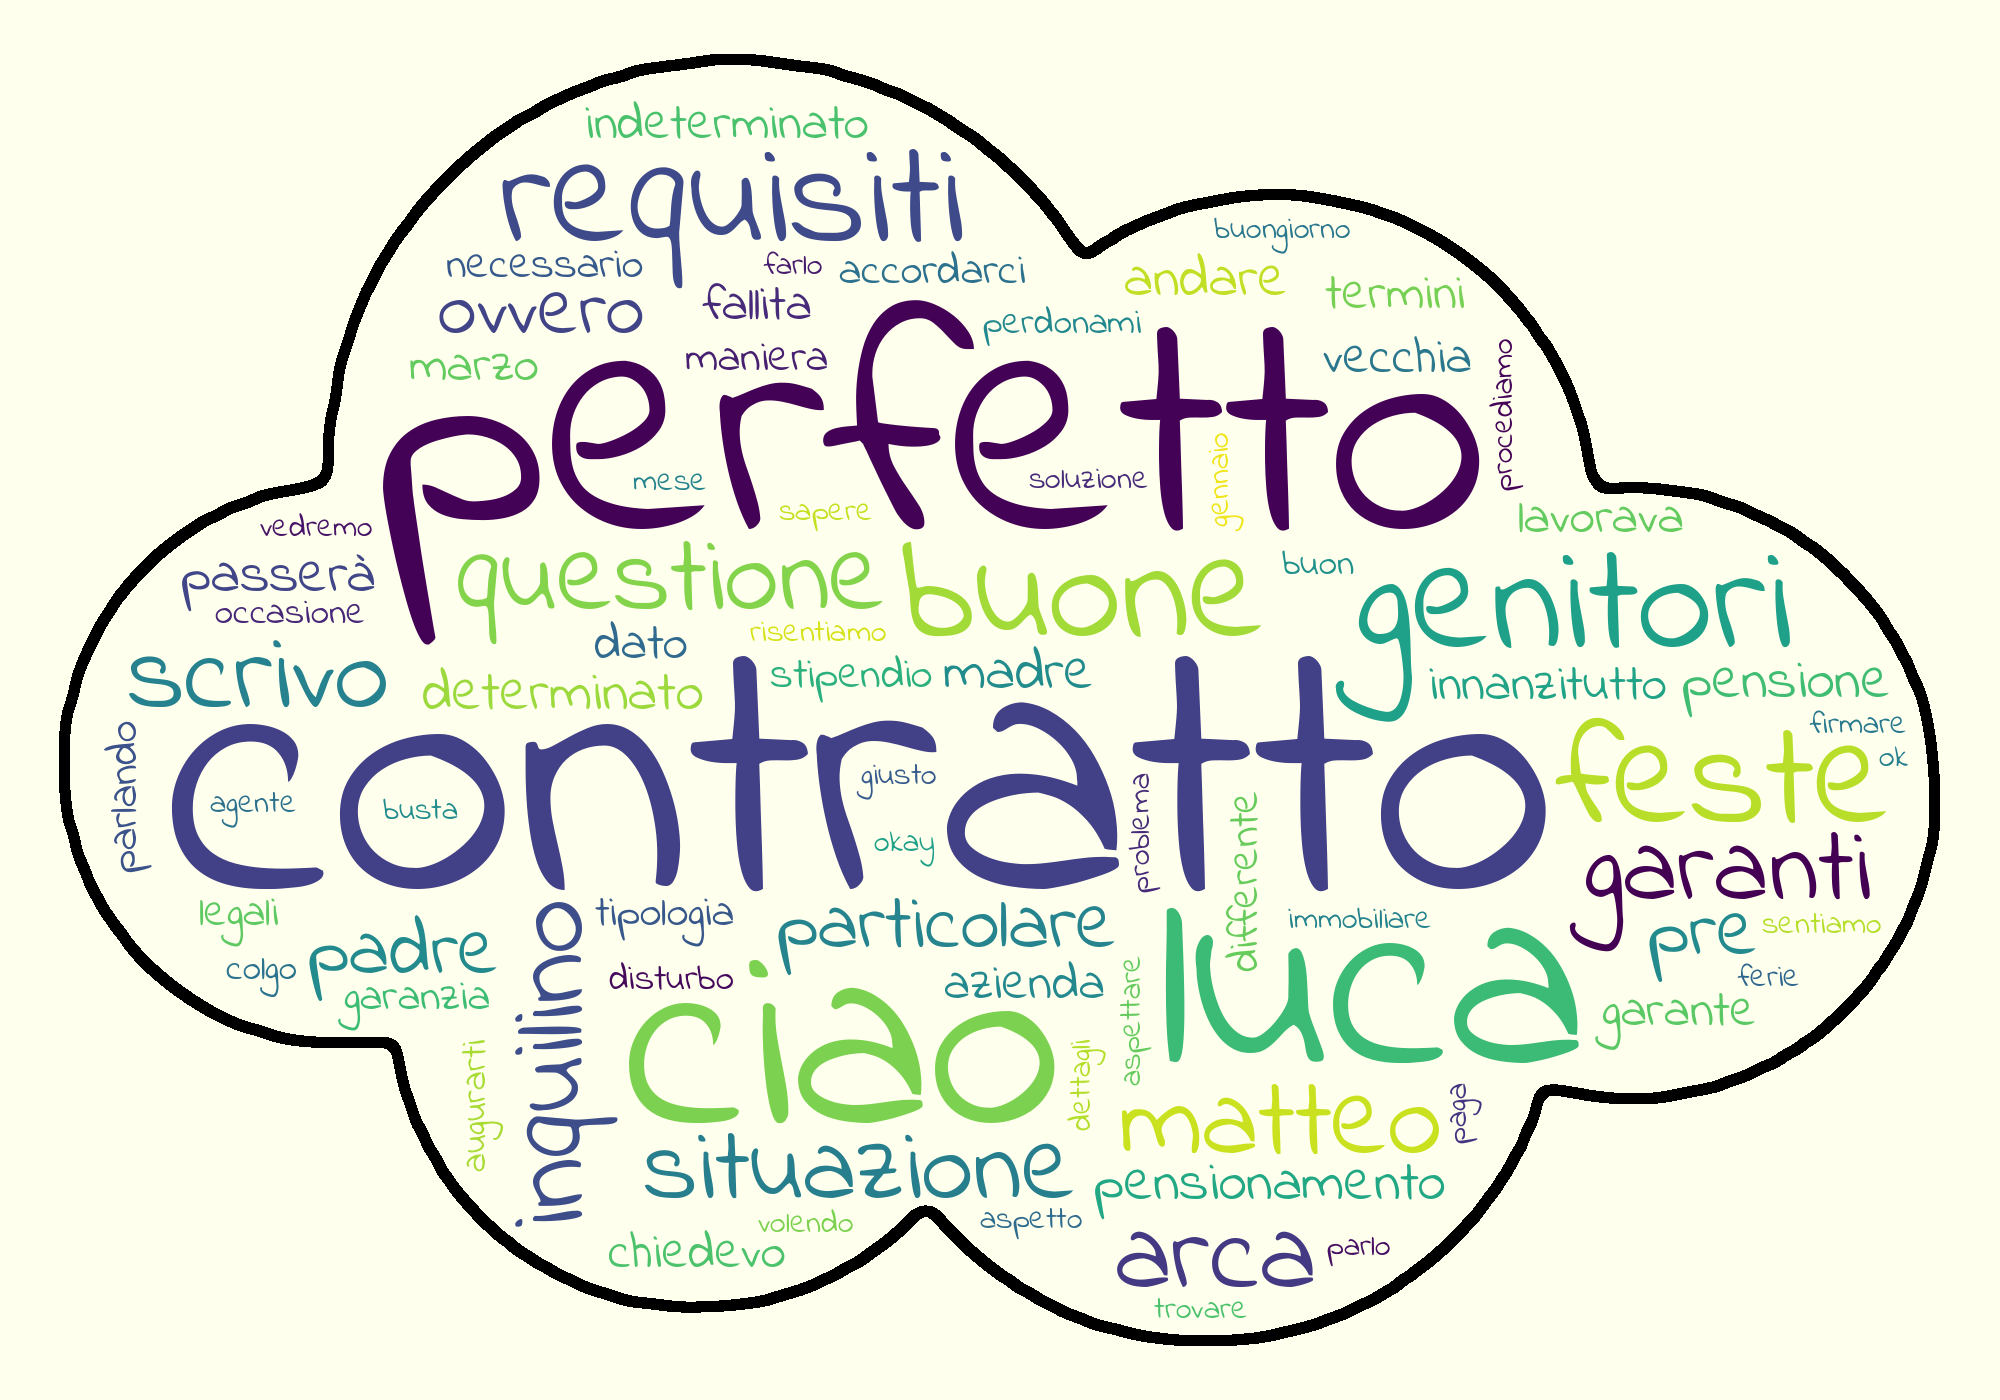 indeterminato
requisiti
buongiorno
necessario
farlo
accordarci
andare
termini
ovvero
fallita
perdonami
marzo
maniera
vecchia
procediamo
perfetto
mese
soluzione
gennaio
sapere
vedremo
lavorava
passerà
questione
buone
buon
genitori
occasione
dato
risentiamo
scrivo
determinato
stipendio
madre
innanzitutto
pensione
parlando
contratto
firmare
feste
ok
agente
busta
giusto
okay
problema
differente
garanti
legali
tipologia
particolare
immobiliare
pre
sentiamo
padre
inquilino
luca
colgo
disturbo
azienda
ferie
garanzia
ciao
aspettare
garante
augurarti
dettagli
matteo
paga
situazione
pensionamento
volendo
aspetto
chiedevo
arca
parlo
trovare